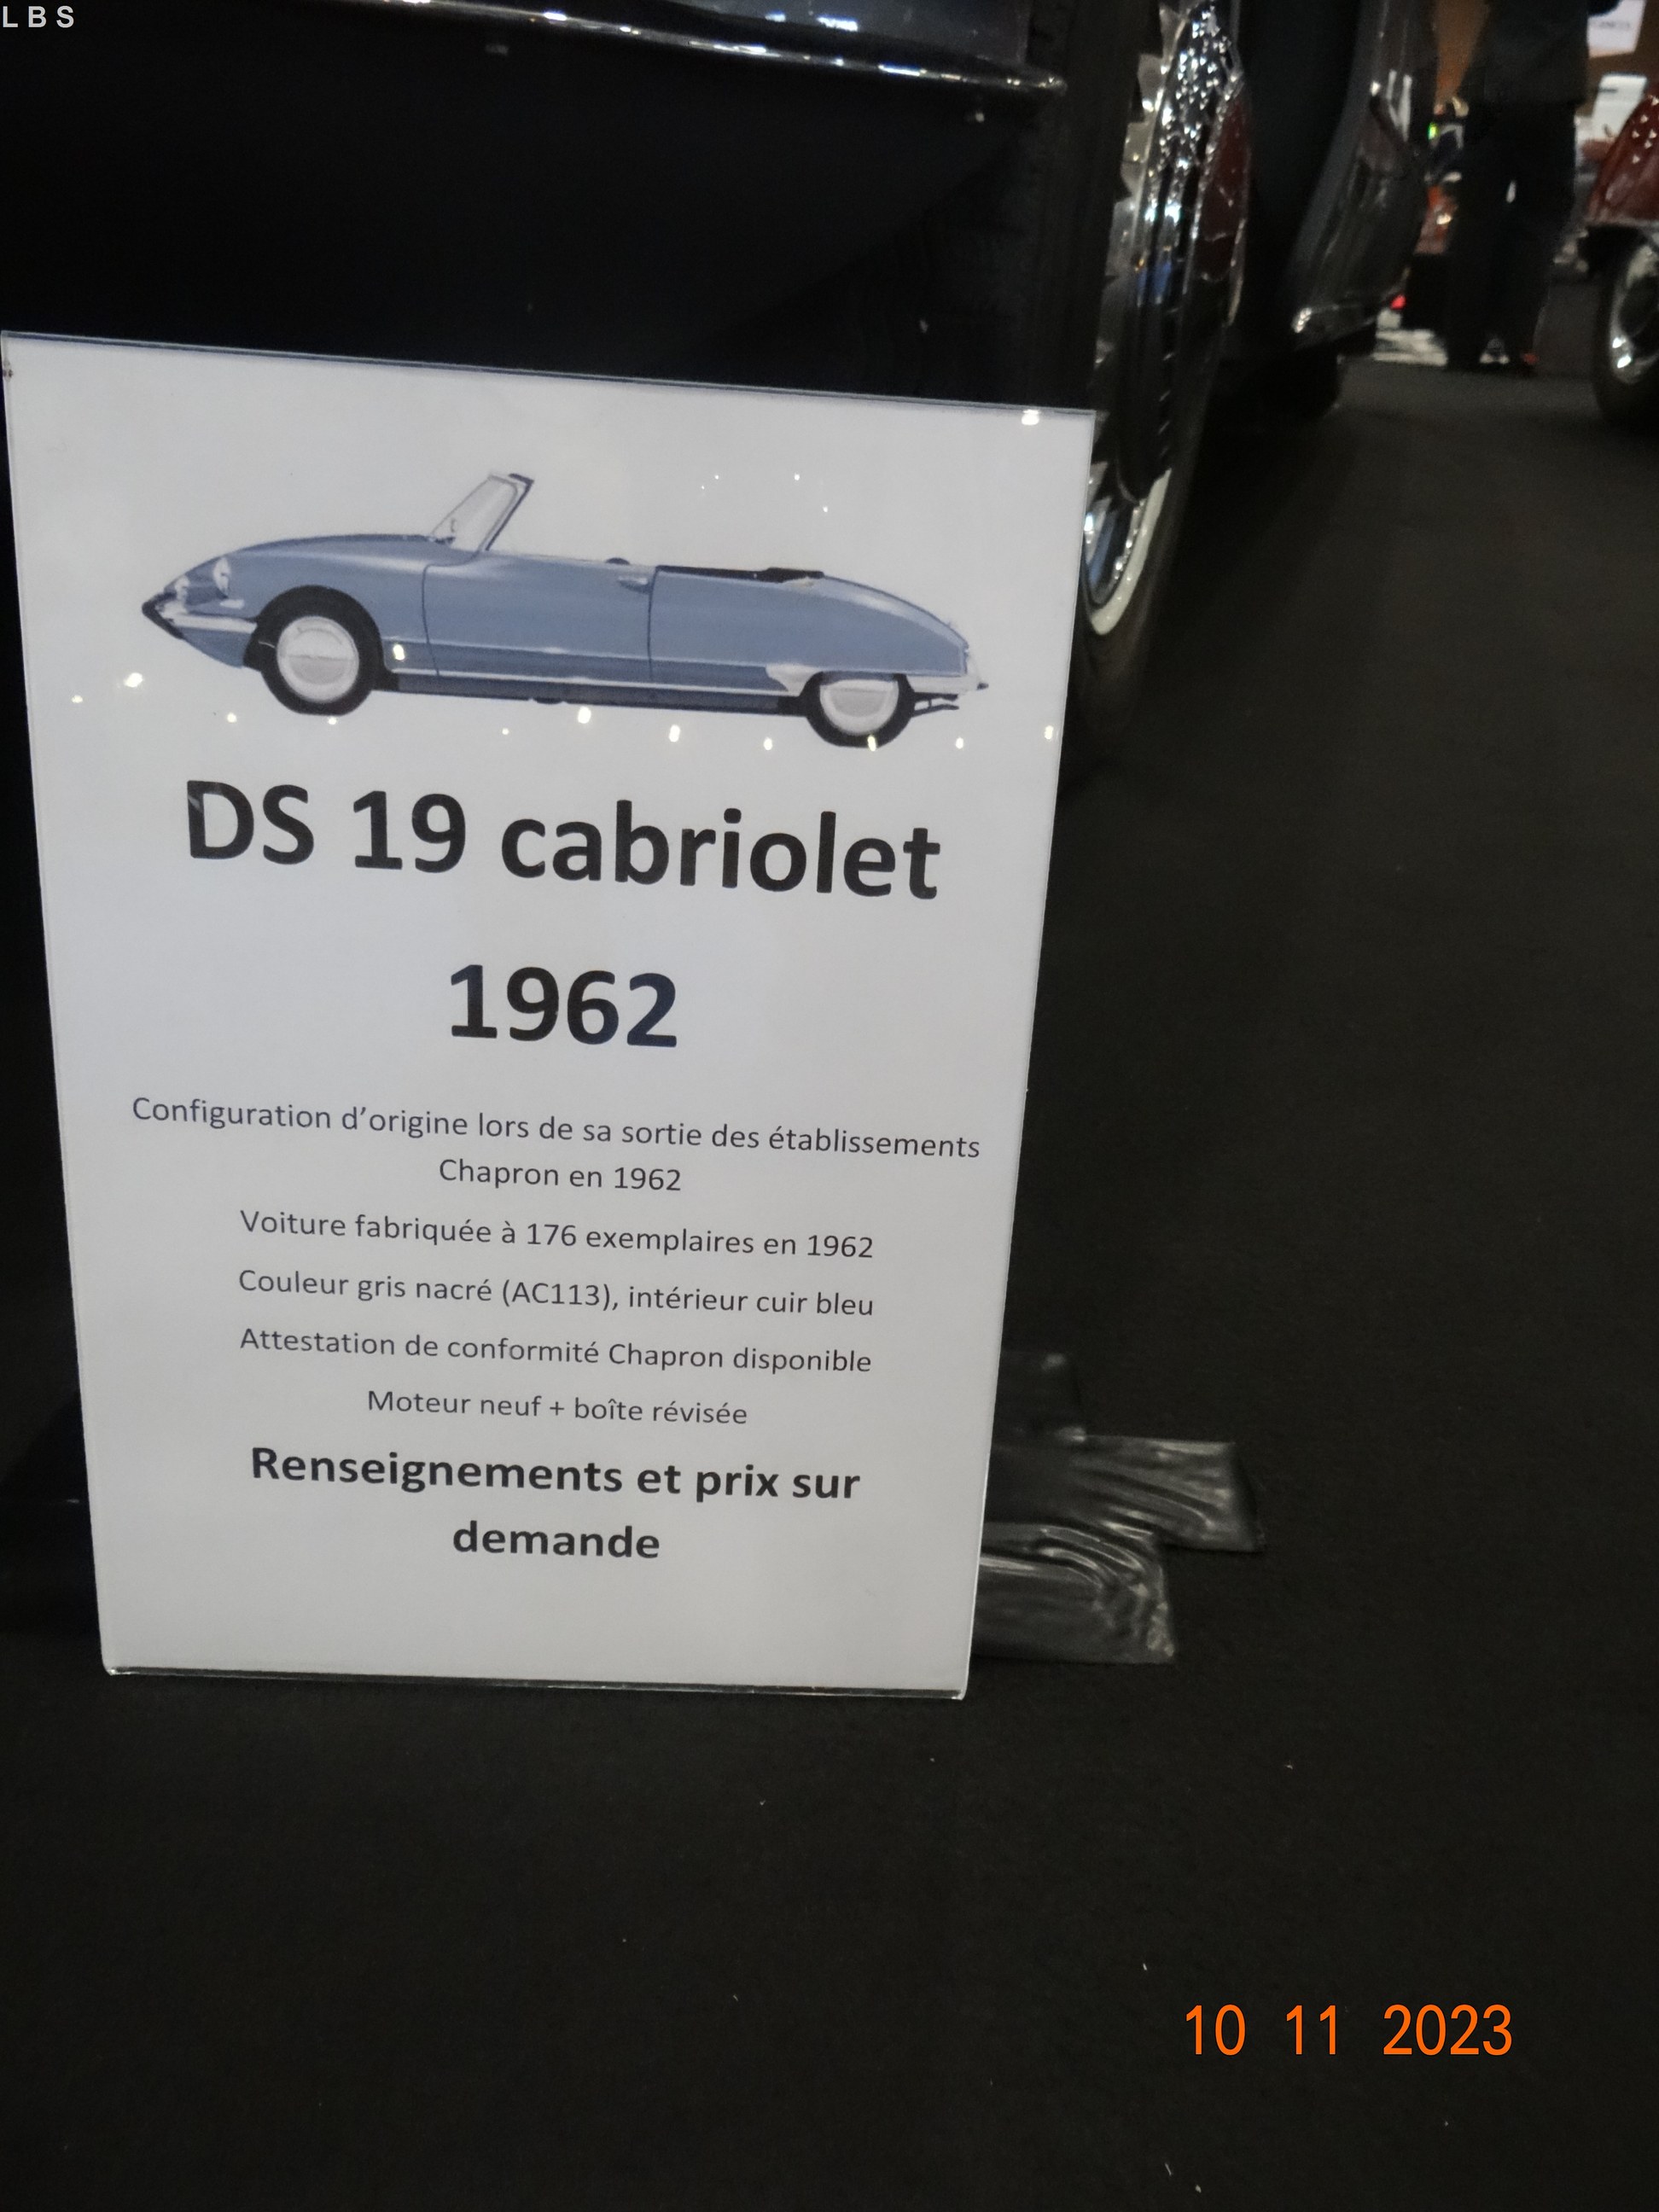 LBS
DS 19 cabriolet
1962
Configuration d'origine lors de sa sortie des établissements
Chapron en 1962
Voiture fabriquée à 176 exemplaires en 1962
Couleur gris nacré (AC113), intérieur cuir bleu
Attestation de conformité Chapron disponible
Moteur neuf + boîte révisée
Renseignements et prix sur
demande
10 11 2023